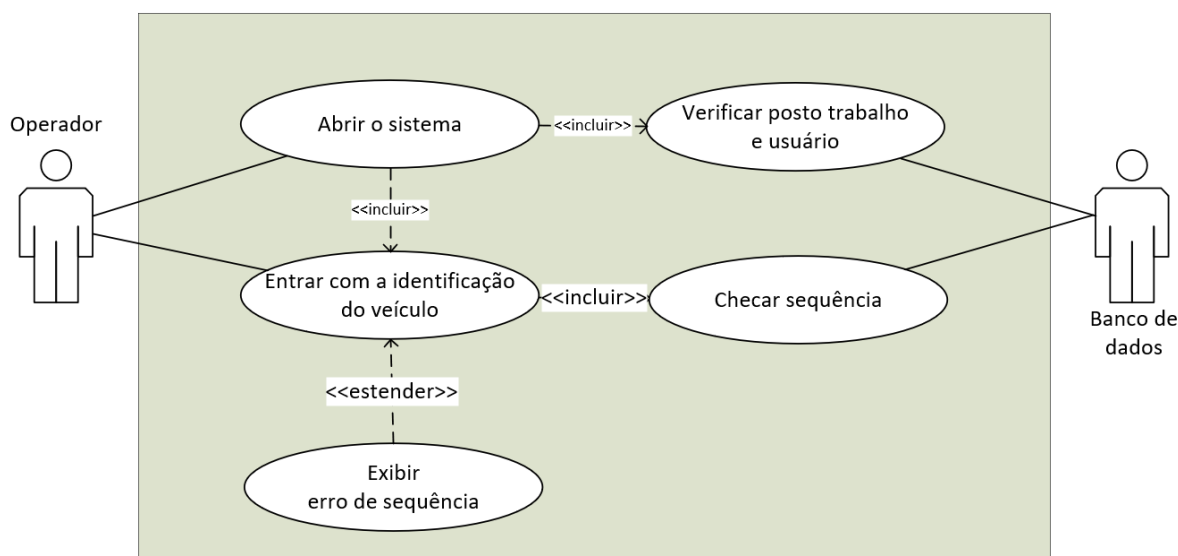 Operador
Abrir o sistema
<<incluir>>
Verificar posto trabalho
e usuário
<<incluir>>
Entrar com a identificação
do veículo
<<incluir>>
Checar sequência
Banco de
dados
<<estender>>
Exibir
erro de sequência